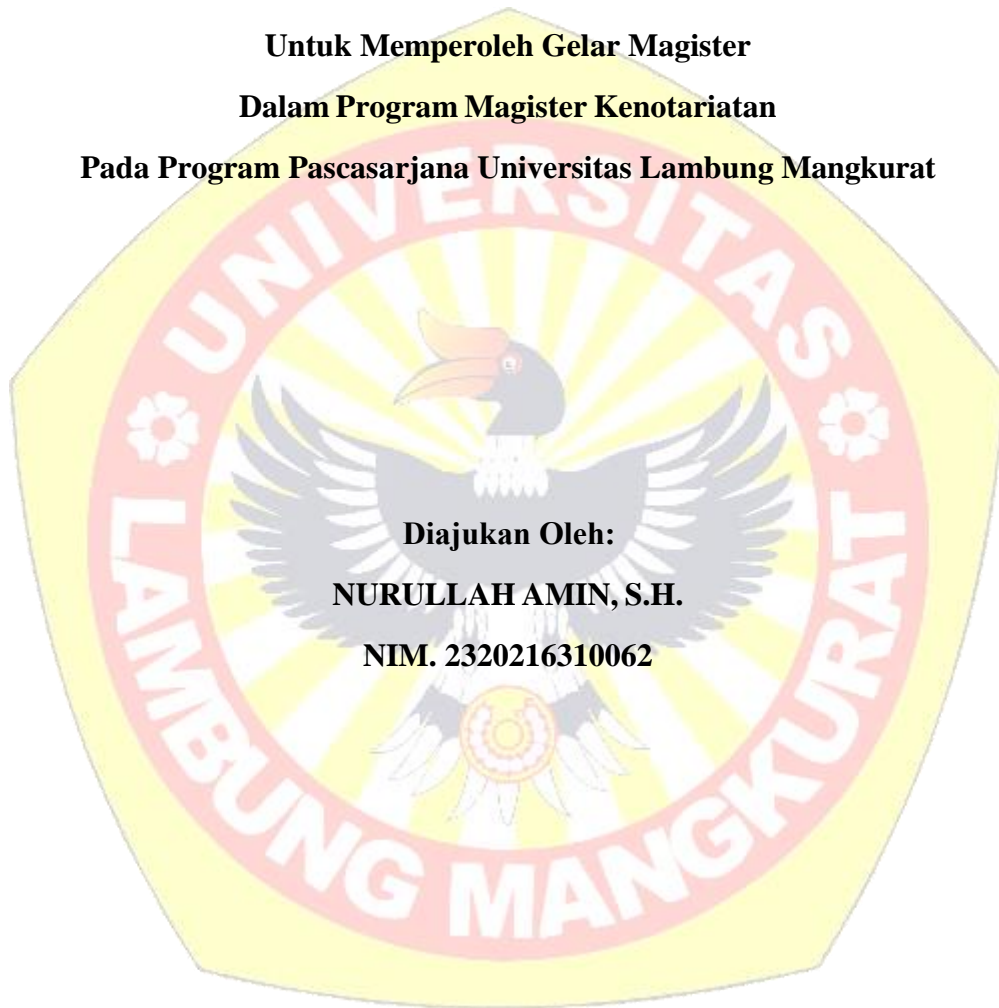 Untuk Memperoleh Gelar Magister
Dalam Program Magister Kenotariatan
Pada Program Pascasarjana Universitas Lambung Mangkurat
UNIVERSITAS
LAMBUNG MANGKURAT
Diajukan Oleh:
NURULLAH AMIN, S.H.
NIM. 2320216310062